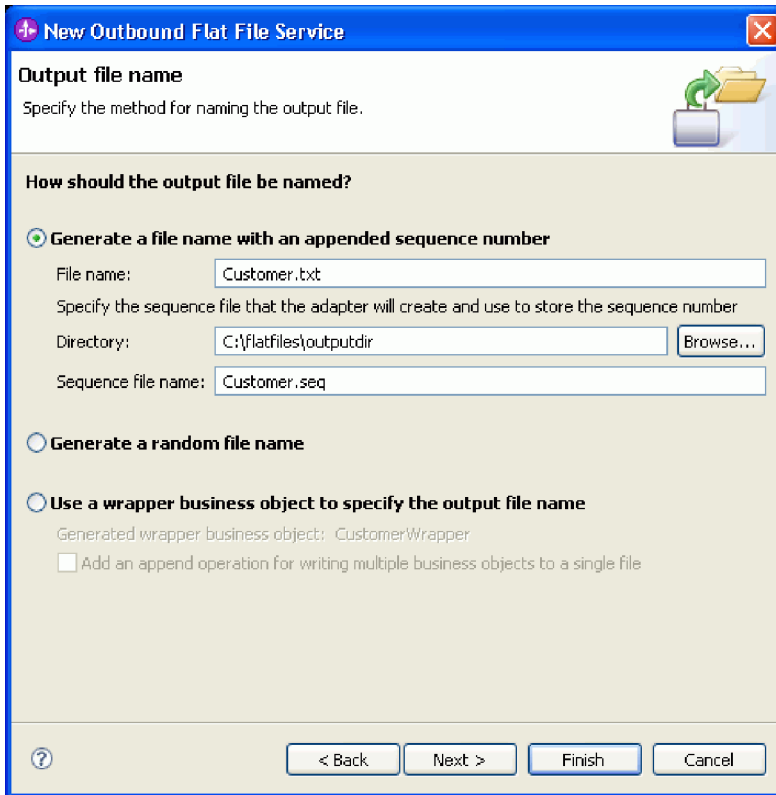 New Outbound Flat File Service
Output file name
Specify the method for naming the output file.
How should the output file be named?
Generate a file name with an appended sequence number
File name: Customer.txt
Specify the sequence file that the adapter will create and use to store the sequence number
Directory: C:\flatfiles\outputdir Browse...
Sequence file name: Customer.seq
Generate a random file name
Use a wrapper business object to specify the output file name
Generated wrapper business object: CustomerWrapper
Add an append operation for writing multiple business objects to a single file
? < Back Next > Finish Cancel